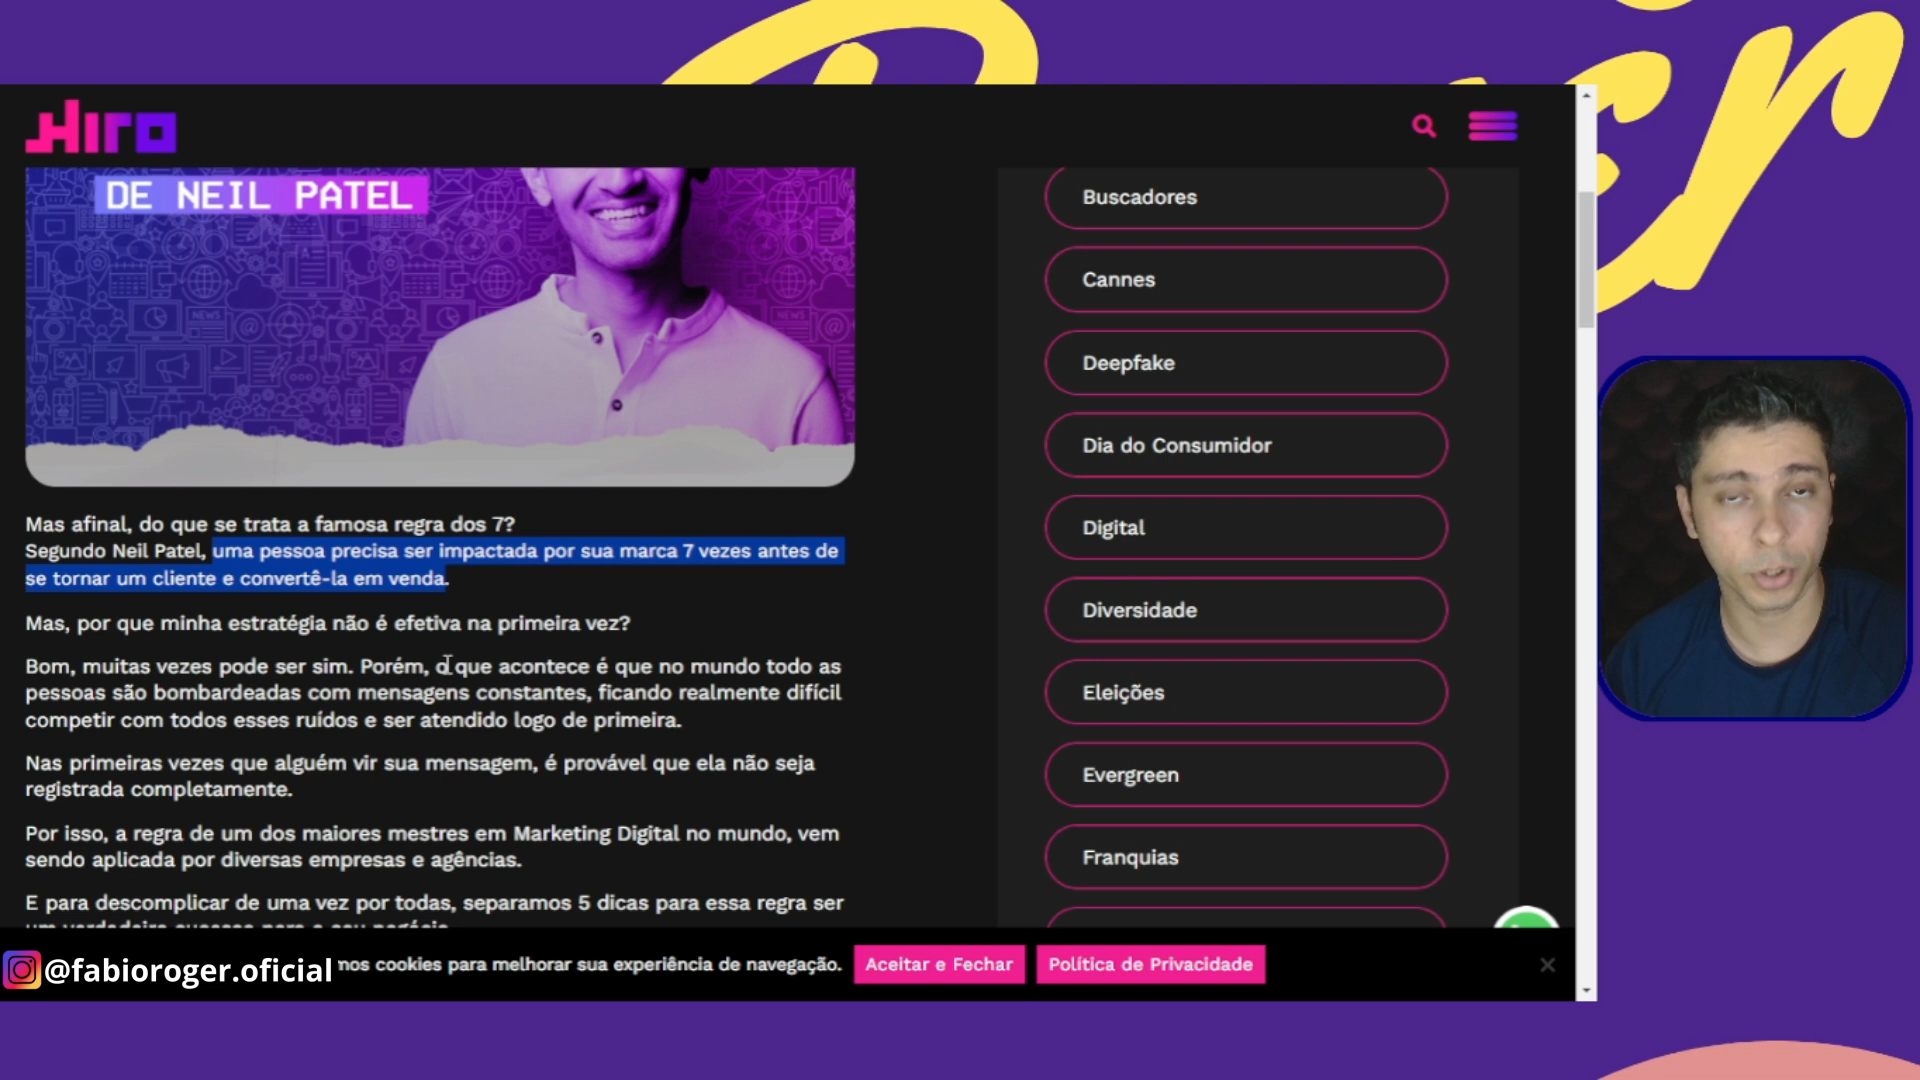 Hiro
DE NEIL PATEL
Mas afinal, do que se trata a famosa regra dos 7?
Segundo Neil Patel, uma pessoa precisa ser impactada por sua marca 7 vezes antes de
se tornar um cliente e convertê-la em venda.
Mas, por que minha estratégia não é efetiva na primeira vez?
Bom, muitas vezes pode ser sim. Porém, o que acontece é que no mundo todo as
pessoas são bombardeadas com mensagens constantes, ficando realmente difícil
competir com todos esses ruídos e ser atendido logo de primeira.
Nas primeiras vezes que alguém vir sua mensagem, é provável que ela não seja
registrada completamente.
Por isso, a regra de um dos maiores mestres em Marketing Digital no mundo, vem
sendo aplicada por diversas empresas e agências.
E para descomplicar de uma vez por todas, separamos 5 dicas para essa regra ser
um verdadeiro sucesso para o seu negócio.
Buscadores
Cannes
Deepfake
Dia do Consumidor
Digital
Diversidade
Eleições
Evergreen
Franquias
@fabioroger.oficial
mos cookies para melhorar sua experiência de navegação.
Aceitar e Fechar
Política de Privacidade